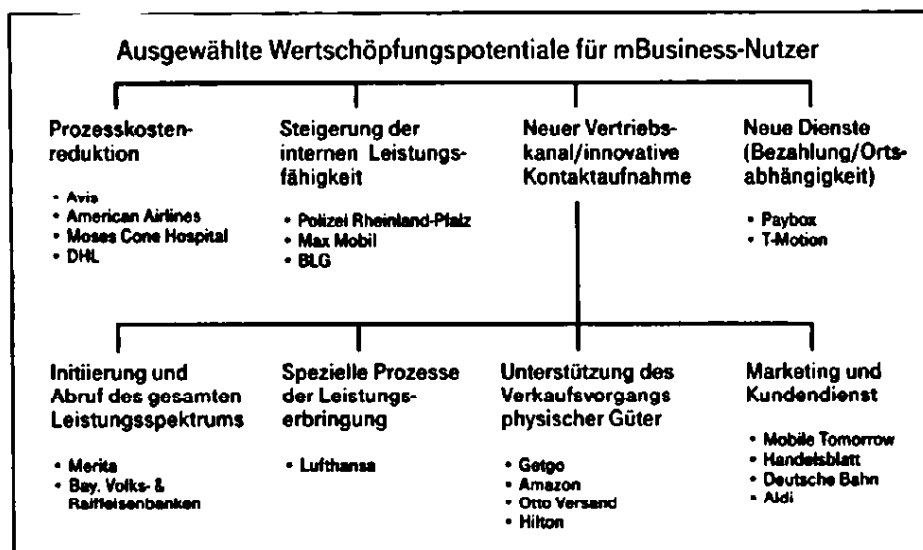 Ausgewählte Wertschöpfungspotentiale für mBusiness-Nutzer
Prozesskosten-
reduktion
• Avis
• American Airlines
• Moses Cone Hospital
• DHL
Steigerung der
internen Leistungs-
fähigkeit
• Polizei Rheinland-Pfalz
• Max Mobil
• BLG
Neuer Vertriebs-
kanal/innovative
Kontaktaufnahme
Neue Dienste
(Bezahlung/Orts-
abhängigkeit)
• Paybox
• T-Motion
Initiierung und
Abruf des gesamten
Leistungsspektrums
• Merita
• Bay. Volks- &
Raiffeisenbanken
Spezielle Prozesse
der Leistungs-
erbringung
• Lufthansa
Unterstützung des
Verkaufsvorgangs
physischer Güter
• Getgo
• Amazon
• Otto Versand
• Hilton
Marketing und
Kundendienst
• Mobile Tomorrow
• Handelsblatt
• Deutsche Bahn
• Aldi